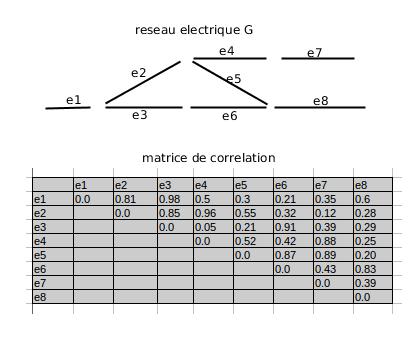 reseau electrique G
e4 e7
e2 e5
e1 e8
e3 e6
matrice de correlation
e1 e2 e3 e4 e5 e6 e7 e8
e1 0.0 0.81 0.98 0.5 0.3 0.21 0.35 0.6
e2 0.0 0.85 0.96 0.55 0.32 0.12 0.28
e3 0.0 0.05 0.21 0.91 0.39 0.29
e4 0.0 0.52 0.42 0.88 0.25
e5 0.0 0.87 0.89 0.20
e6 0.0 0.43 0.83
e7 0.0 0.39
e8 0.0